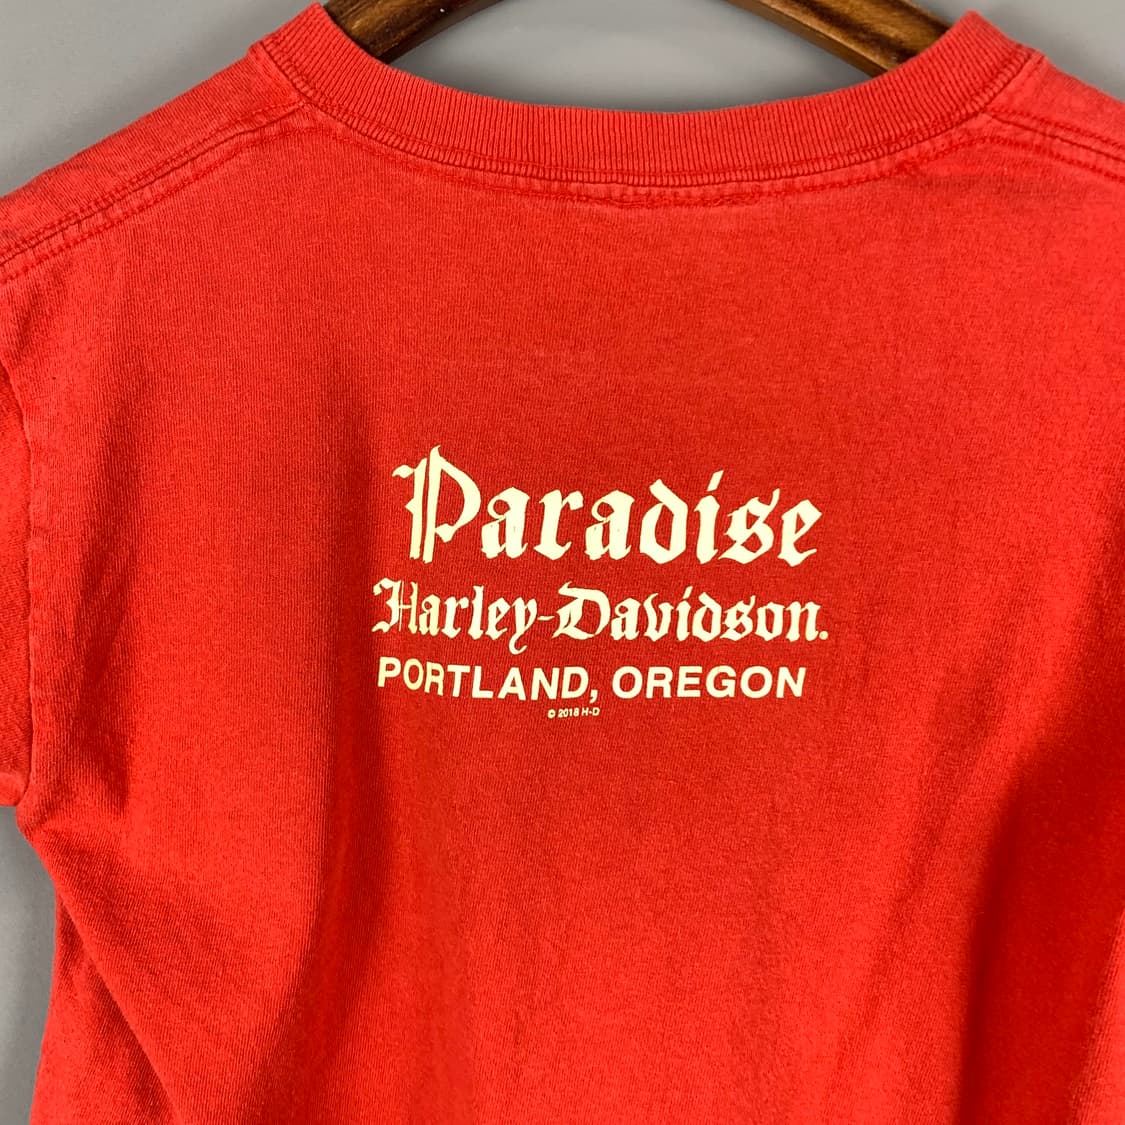 Paradise
Harley-Davidson.
PORTLAND, OREGON
© 2018 H-D